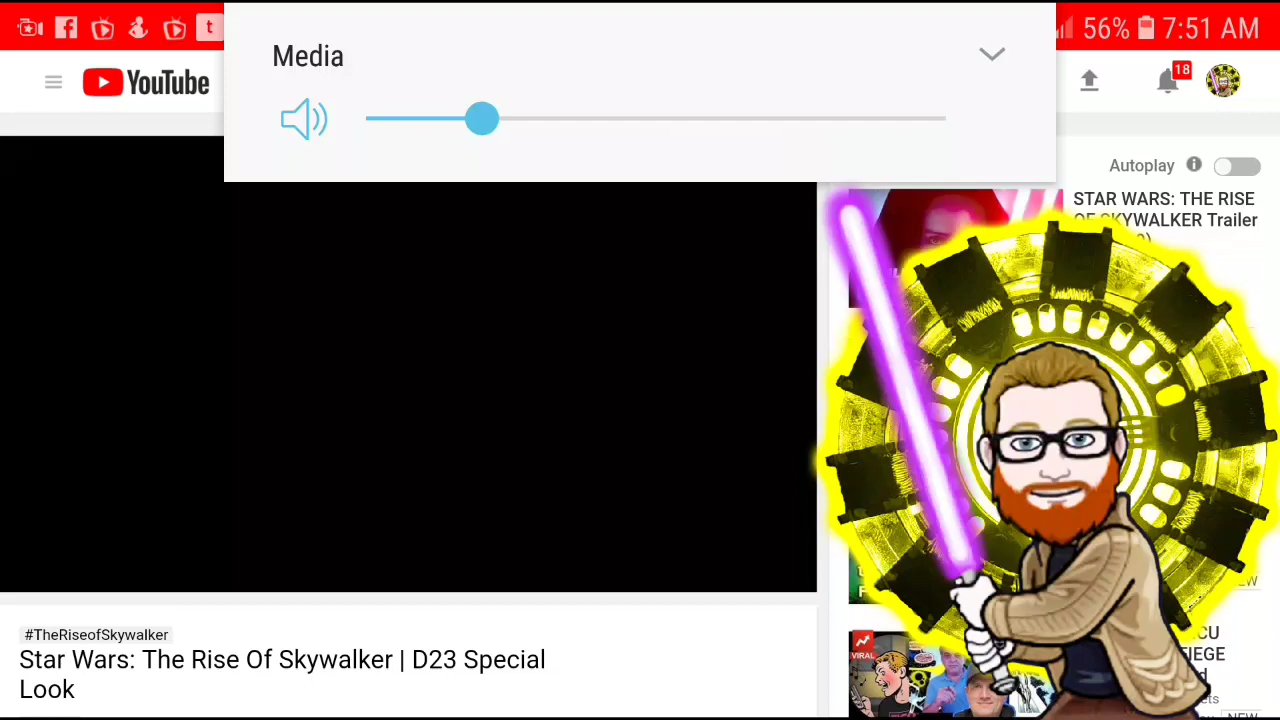 t
56%
7:51 AM
Media
YouTube
18
Autoplay
STAR WARS: THE RISE
OF SKYWALKER Trailer
#TheRiseofSkywalker
Star Wars: The Rise Of Skywalker | D23 Special
Look
VIRAL
NEW